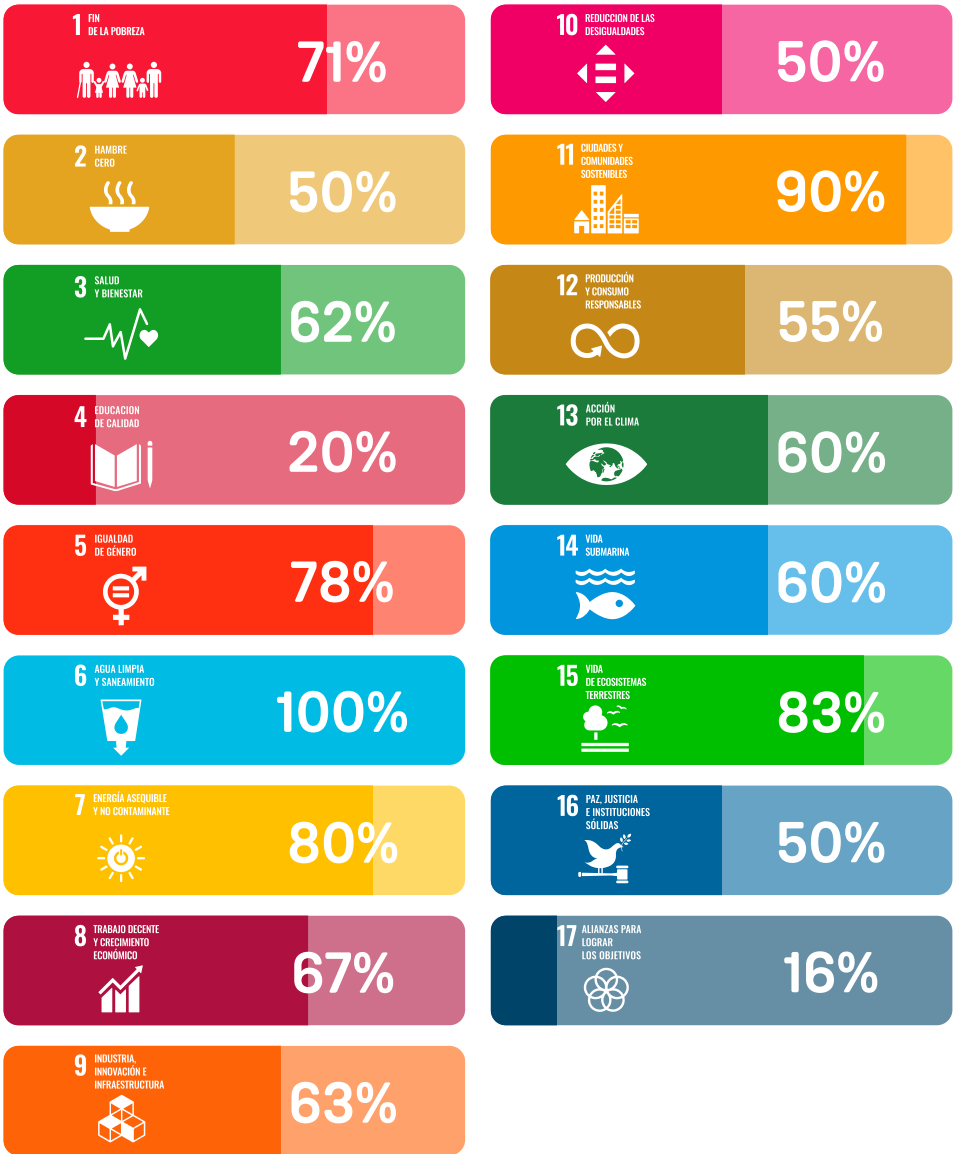 1 FIN
DE LA POBREZA
71%
2 HAMBRE
CERO
50%
3 SALUD
Y BIENESTAR
62%
4 EDUCACION
DE CALIDAD
20%
5 IGUALDAD
DE GÉNERO
78%
6 AGUA LIMPIA
Y SANEAMIENTO
100%
7 ENERGÍA ASEQUIBLE
Y NO CONTAMINANTE
80%
8 TRABAJO DECENTE
Y CRECIMIENTO
ECONÓMICO
67%
9 INDUSTRIA,
INNOVACIÓN E
INFRAESTRUCTURA
63%
10 REDUCCION DE LAS
DESIGUALDADES
50%
11 CIUDADES Y
COMUNIDADES
SOSTENIBLES
90%
12 PRODUCCIÓN
Y CONSUMO
RESPONSABLES
55%
13 ACCIÓN
POR EL CLIMA
60%
14 VIDA
SUBMARINA
60%
15 VIDA
DE ECOSISTEMAS
TERRESTRES
83%
16 PAZ, JUSTICIA
E INSTITUCIONES
SÓLIDAS
50%
17 ALIANZAS PARA
LOGRAR
LOS OBJETIVOS
16%